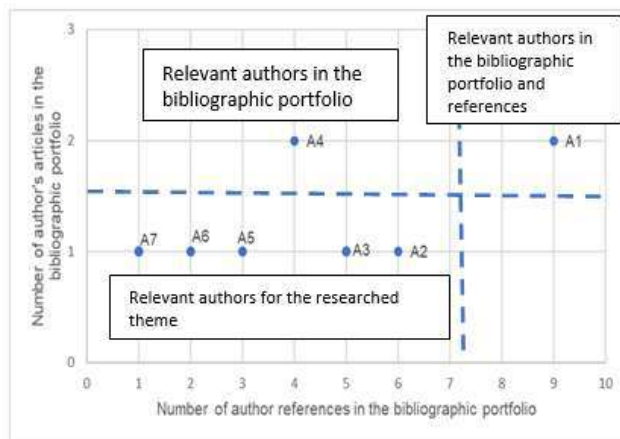 3
Relevant authors in the
bibliographic portfolio
Relevant authors in
the bibliographic
portfolio and
references
2
A4
A1
A7
A6
A5
A3
A2
1
Relevant authors for the researched
theme
0
0 1 2 3 4 5 6 7 8 9 10
Number of author references in the bibliographic portfolio
Number of author's articles in the
bibliographic portfolio